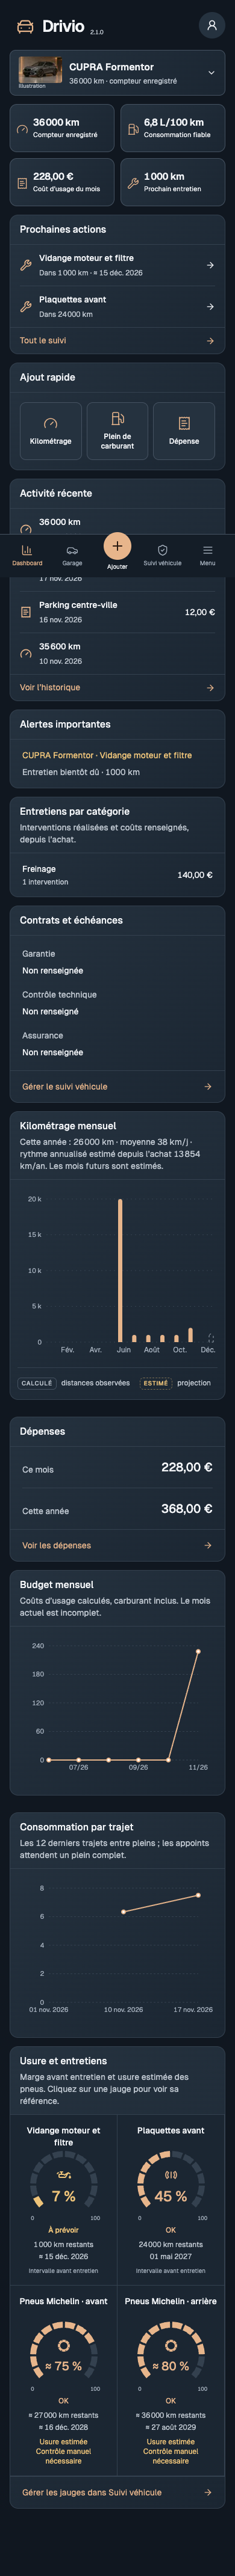 Drivio 2.1.0
CUPRA Formentor
36 000 km · compteur enregistré
Illustration
36 000 km
Compteur enregistré
6,8 L/100 km
Consommation fiable
228,00 €
Coût d'usage du mois
1 000 km
Prochain entretien
Prochaines actions
Vidange moteur et filtre
Dans 1 000 km · ≈ 15 déc. 2026
Plaquettes avant
Dans 24 000 km
Tout le suivi
Ajout rapide
Kilométrage
Plein de
carburant
Dépense
Activité récente
36 000 km
Dashboard
Garage
Ajouter
Suivi véhicule
Menu
17 nov. 2026
Parking centre-ville
12,00 €
16 nov. 2026
35 600 km
10 nov. 2026
Voir l'historique
Alertes importantes
CUPRA Formentor · Vidange moteur et filtre
Entretien bientôt dû · 1000 km
Entretiens par catégorie
Interventions réalisées et coûts renseignés,
depuis l'achat.
Freinage
140,00 €
1 intervention
Contrats et échéances
Garantie
Non renseignée
Contrôle technique
Non renseigné
Assurance
Non renseignée
Gérer le suivi véhicule
Kilométrage mensuel
Cette année : 26 000 km · moyenne 38 km/j ·
rythme annualisé estimé depuis l'achat 13 854
km/an. Les mois futurs sont estimés.
20 k
15 k
10 k
5 k
0
Fév. Avr. Juin Août Oct. Déc.
CALCULÉ distances observées ESTIMÉ projection
Dépenses
Ce mois 228,00 €
Cette année 368,00 €
Voir les dépenses
Budget mensuel
Coûts d'usage calculés, carburant inclus. Le mois
actuel est incomplet.
240
180
120
60
0
07/26 09/26 11/26
Consommation par trajet
Les 12 derniers trajets entre pleins ; les appoints
attendent un plein complet.
8
6
4
2
0
01 nov. 2026 10 nov. 2026 17 nov. 2026
Usure et entretiens
Marge avant entretien et usure estimée des
pneus. Cliquez sur une jauge pour voir sa
référence.
Vidange moteur et
filtre
7 %
0 100
À prévoir
1 000 km restants
≈ 15 déc. 2026
Intervalle avant entretien
Plaquettes avant
45 %
0 100
OK
24 000 km restants
01 mai 2027
Intervalle avant entretien
Pneus Michelin · avant
≈ 75 %
0 100
OK
≈ 27 000 km restants
≈ 16 déc. 2028
Usure estimée
Contrôle manuel
nécessaire
Pneus Michelin · arrière
≈ 80 %
0 100
OK
≈ 36 000 km restants
≈ 27 août 2029
Usure estimée
Contrôle manuel
nécessaire
Gérer les jauges dans Suivi véhicule